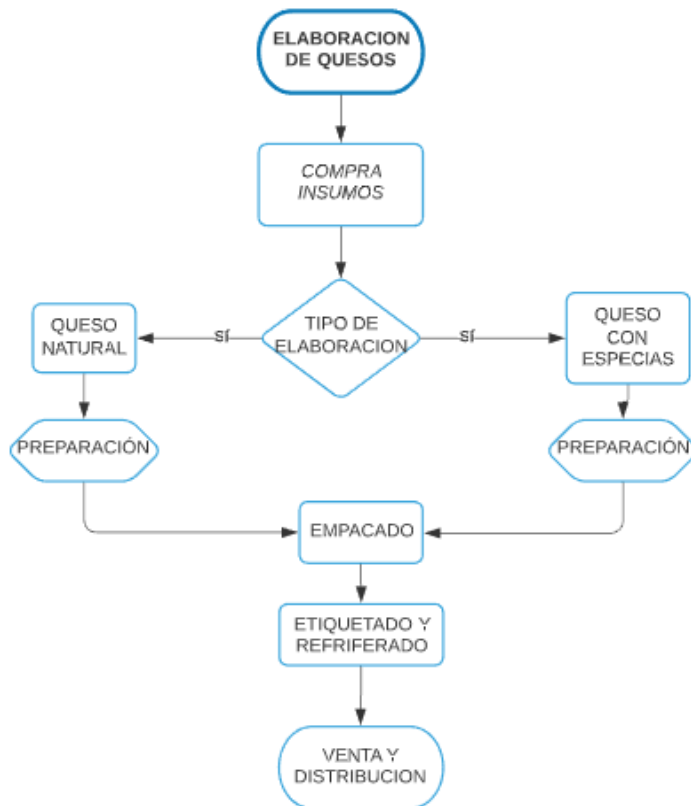 ELABORACION
DE QUESOS
COMPRA
INSUMOS
TIPO DE
ELABORACION
SÍ
SÍ
QUESO
NATURAL
QUESO
CON
ESPECIAS
PREPARACIÓN
PREPARACIÓN
EMPACADO
ETIQUETADO Y
REFRIFERADO
VENTA Y
DISTRIBUCION